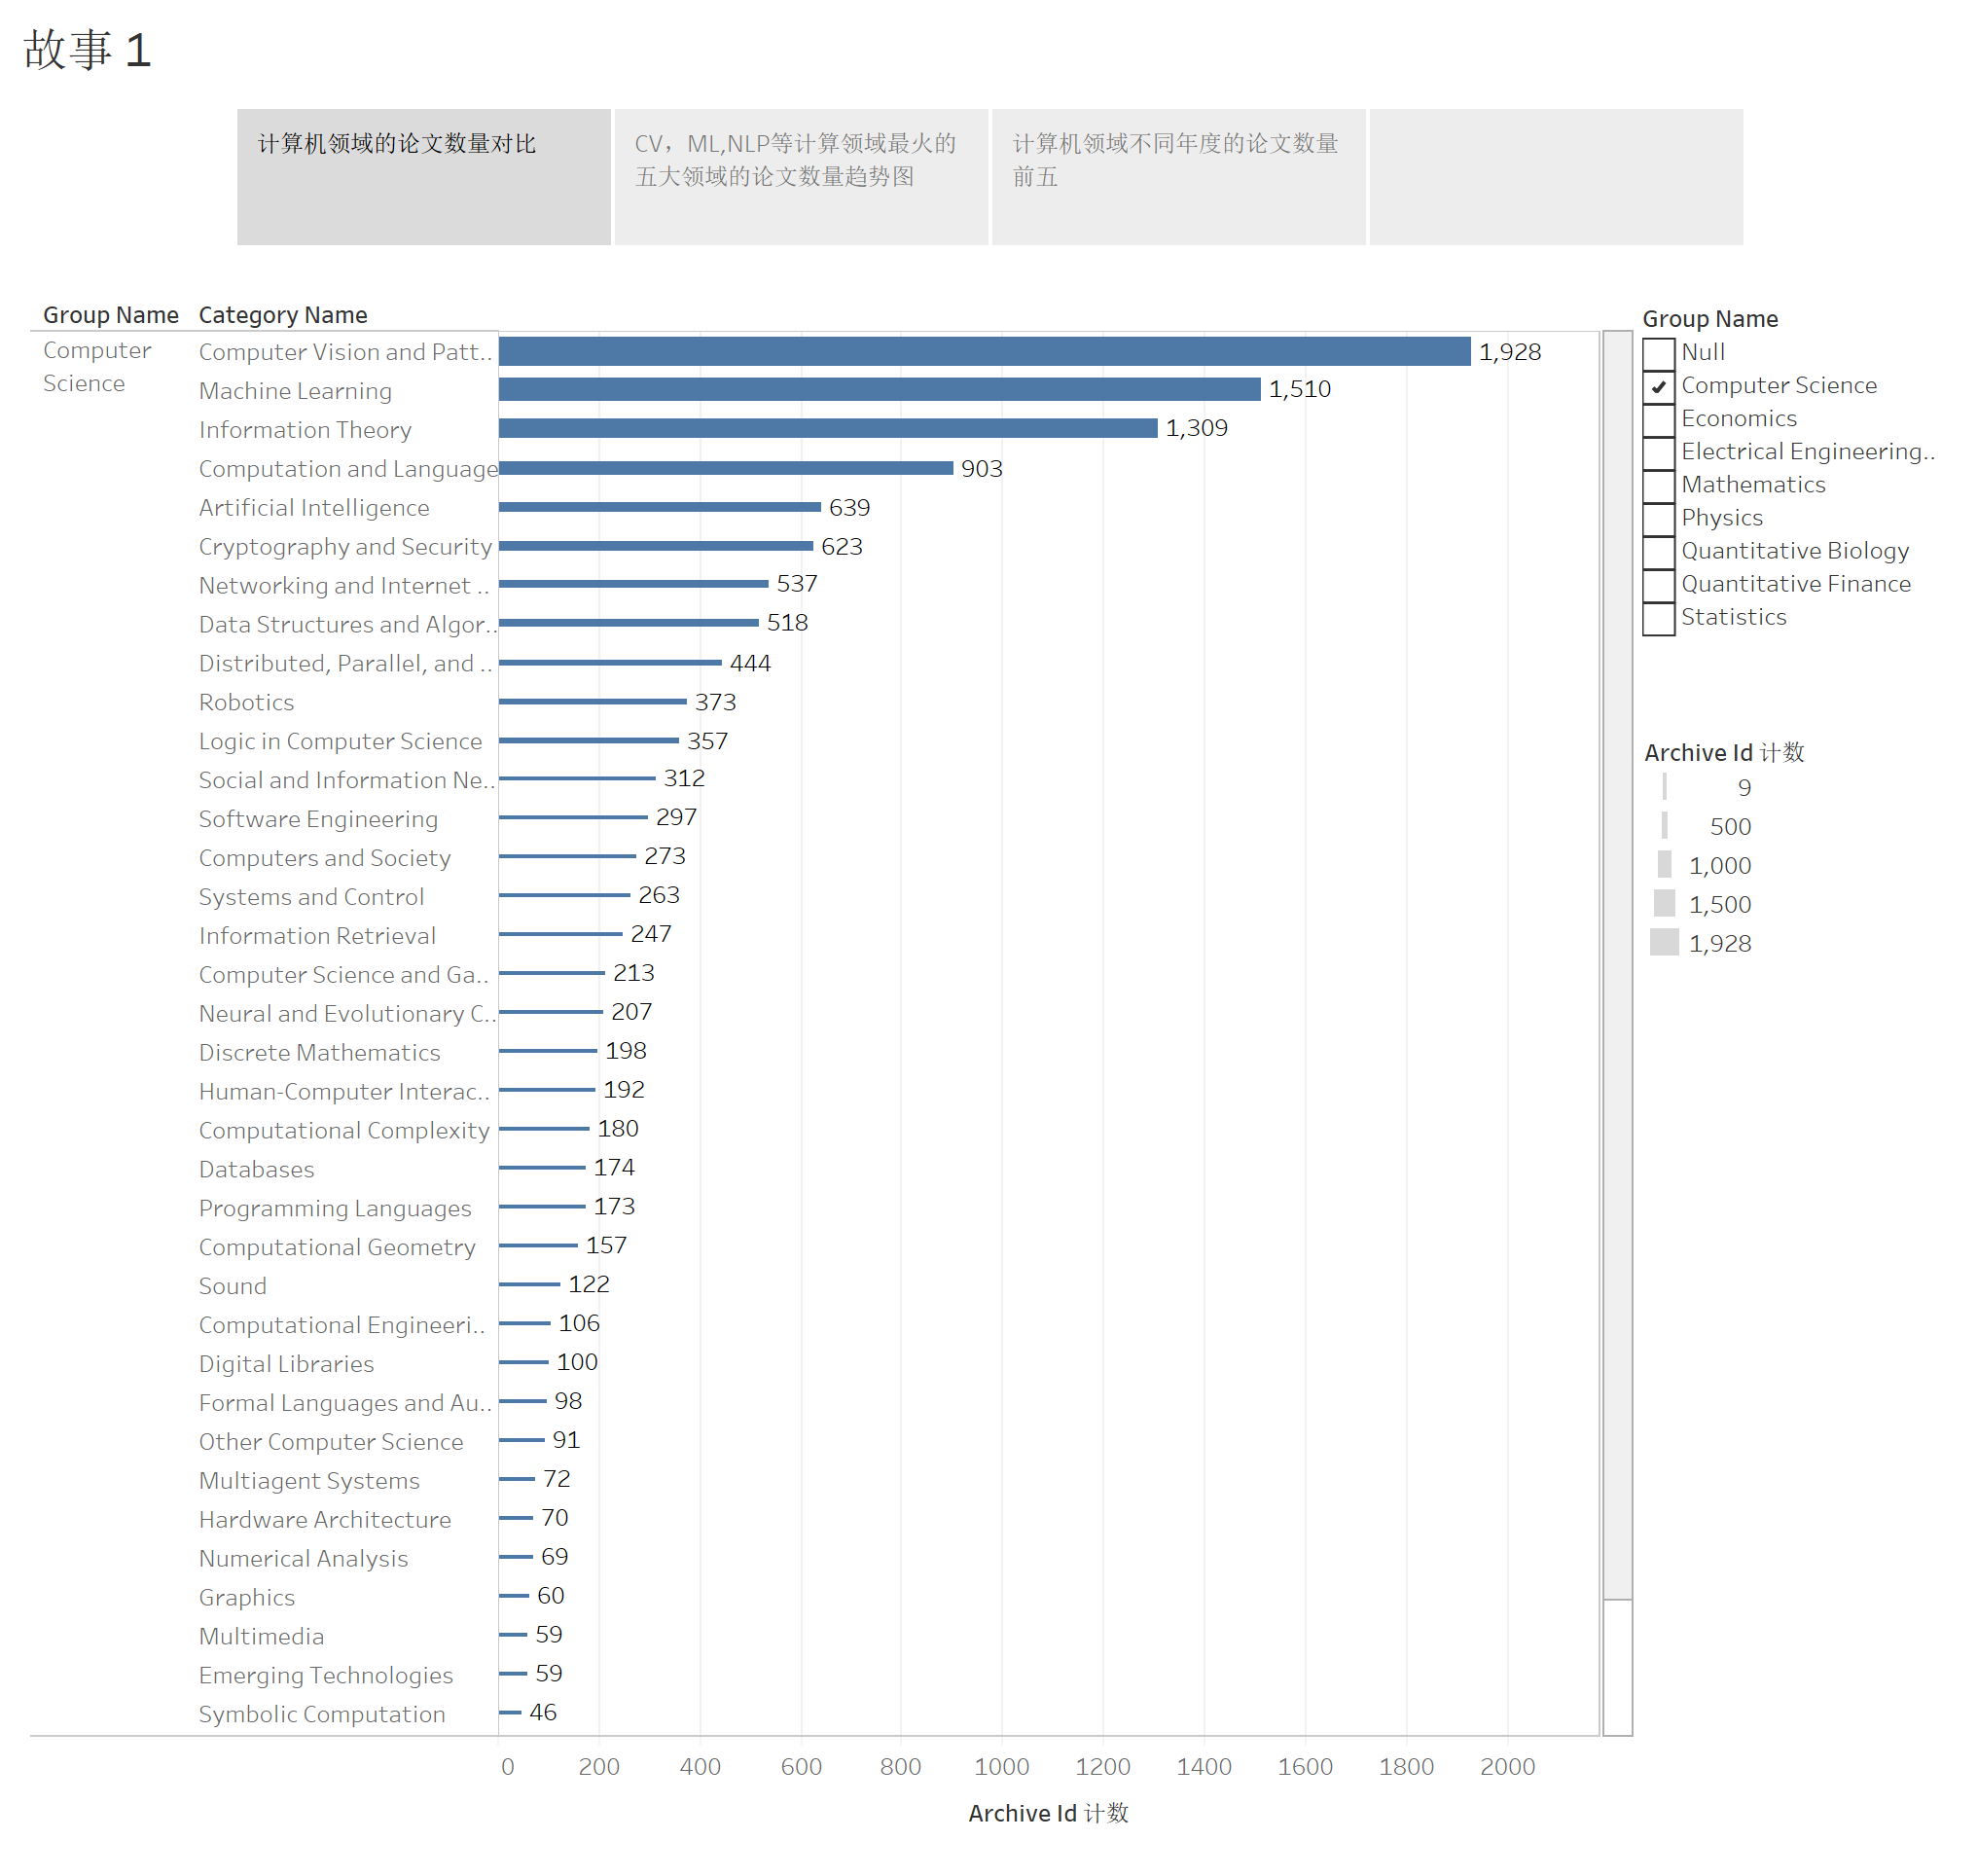 故事 1
计算机领域的论文数量对比
CV，ML,NLP等计算领域最火的
五大领域的论文数量趋势图
计算机领域不同年度的论文数量
前五
Group Name Category Name
Computer
Science
Computer Vision and Patt.. 1,928
Machine Learning 1,510
Information Theory 1,309
Computation and Language 903
Artificial Intelligence 639
Cryptography and Security 623
Networking and Internet .. 537
Data Structures and Algor.. 518
Distributed, Parallel, and .. 444
Robotics 373
Logic in Computer Science 357
Social and Information Ne.. 312
Software Engineering 297
Computers and Society 273
Systems and Control 263
Information Retrieval 247
Computer Science and Ga.. 213
Neural and Evolutionary C.. 207
Discrete Mathematics 198
Human-Computer Interac.. 192
Computational Complexity 180
Databases 174
Programming Languages 173
Computational Geometry 157
Sound 122
Computational Engineeri.. 106
Digital Libraries 100
Formal Languages and Au.. 98
Other Computer Science 91
Multiagent Systems 72
Hardware Architecture 70
Numerical Analysis 69
Graphics 60
Multimedia 59
Emerging Technologies 59
Symbolic Computation 46
0 200 400 600 800 1000 1200 1400 1600 1800 2000
Archive Id 计数
Group Name
Null
Computer Science
Economics
Electrical Engineering..
Mathematics
Physics
Quantitative Biology
Quantitative Finance
Statistics
Archive Id 计数
9
500
1,000
1,500
1,928